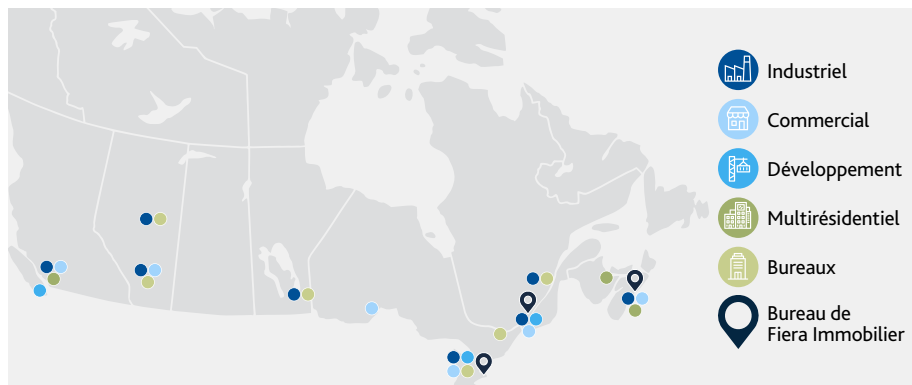 Industriel
Commercial
Développement
Multirésidentiel
Bureaux
Bureau de
Fiera Immobilier